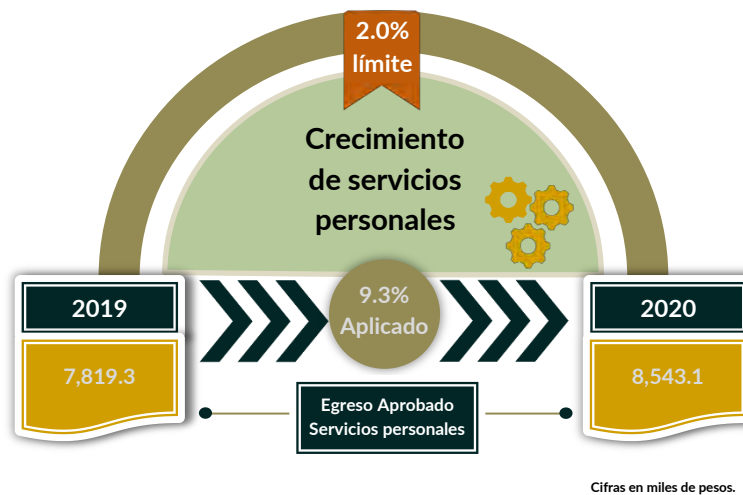 2.0%
límite
Crecimiento
de servicios
personales
9.3%
Aplicado
2019
7,819.3
2020
8,543.1
Egreso Aprobado
Servicios personales
Cifras en miles de pesos.